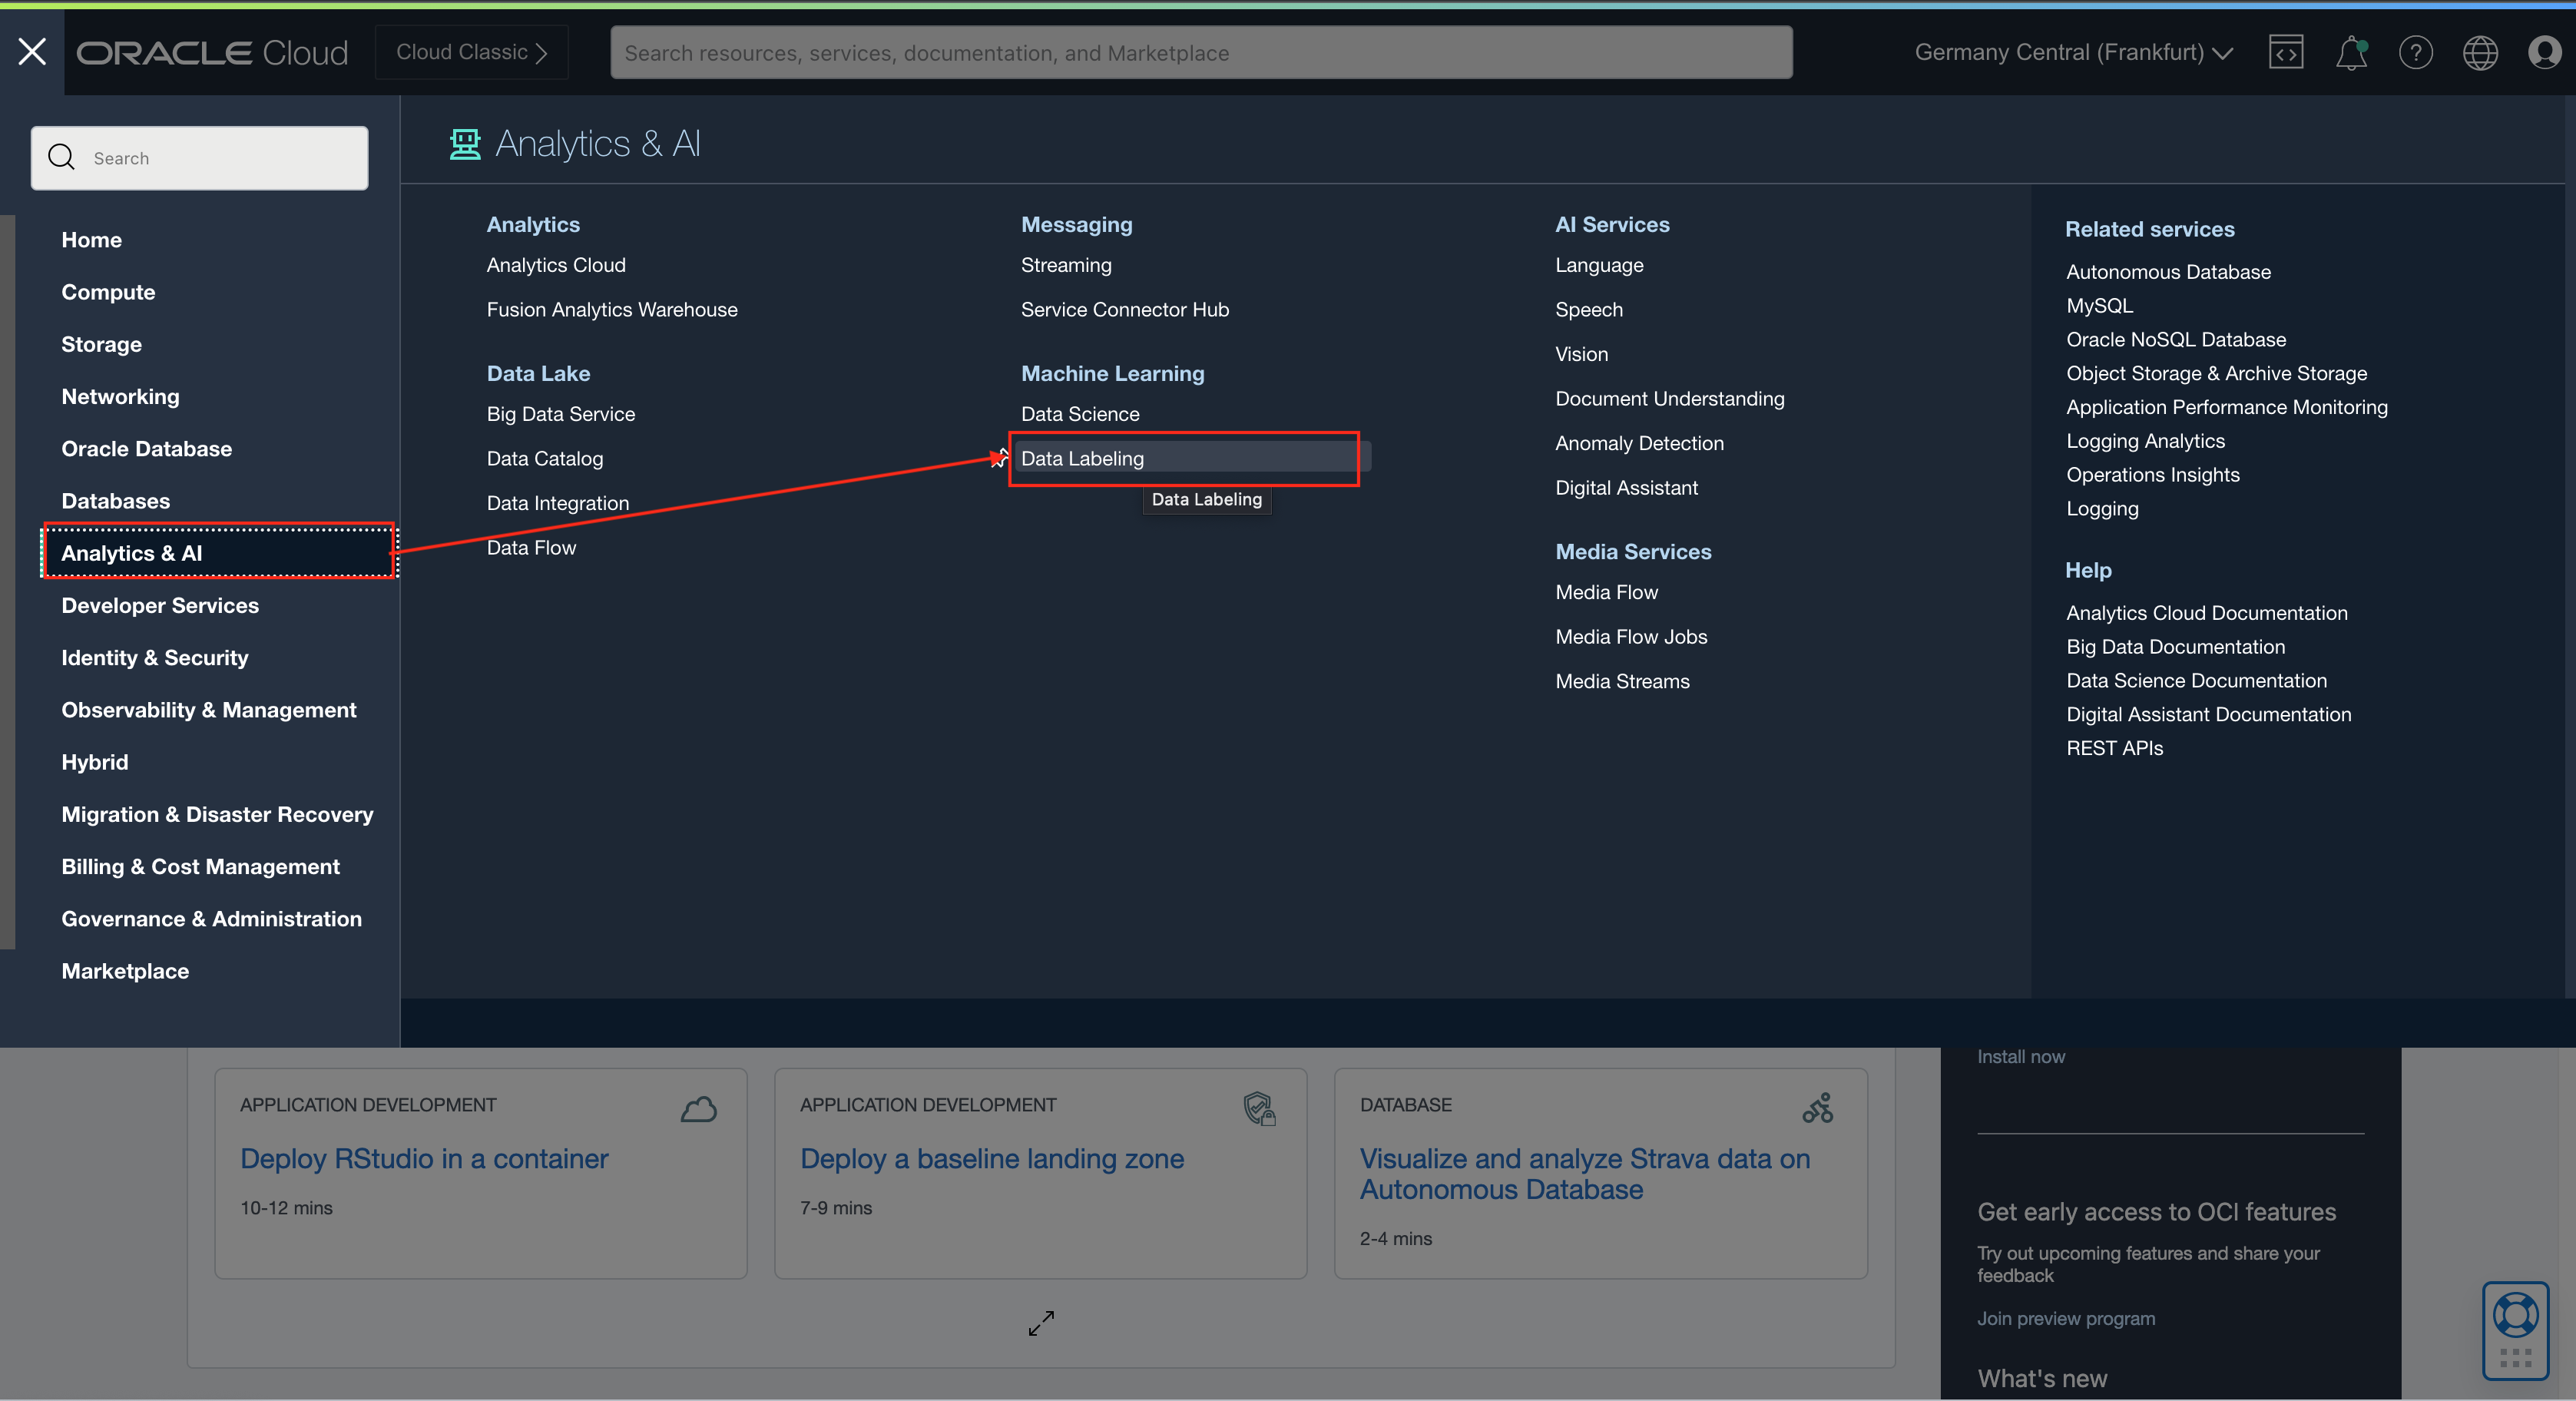 ORACLE Cloud
Cloud Classic
Search resources, services, documentation, and Marketplace
Germany Central (Frankfurt)
Search
Home
Compute
Storage
Networking
Oracle Database
Databases
Analytics & AI
Developer Services
Identity & Security
Observability & Management
Hybrid
Migration & Disaster Recovery
Billing & Cost Management
Governance & Administration
Marketplace
Analytics & AI
Analytics
Analytics Cloud
Fusion Analytics Warehouse
Data Lake
Big Data Service
Data Catalog
Data Integration
Data Flow
Messaging
Streaming
Service Connector Hub
Machine Learning
Data Science
Data Labeling
Data Labeling
AI Services
Language
Speech
Vision
Document Understanding
Anomaly Detection
Digital Assistant
Media Services
Media Flow
Media Flow Jobs
Media Streams
Related services
Autonomous Database
MySQL
Oracle NoSQL Database
Object Storage & Archive Storage
Application Performance Monitoring
Logging Analytics
Operations Insights
Logging
Help
Analytics Cloud Documentation
Big Data Documentation
Data Science Documentation
Digital Assistant Documentation
REST APIs
APPLICATION DEVELOPMENT
Deploy RStudio in a container
10-12 mins
APPLICATION DEVELOPMENT
Deploy a baseline landing zone
7-9 mins
DATABASE
Visualize and analyze Strava data on
Autonomous Database
2-4 mins
Install now
Get early access to OCI features
Try out upcoming features and share your
feedback
Join preview program
What's new